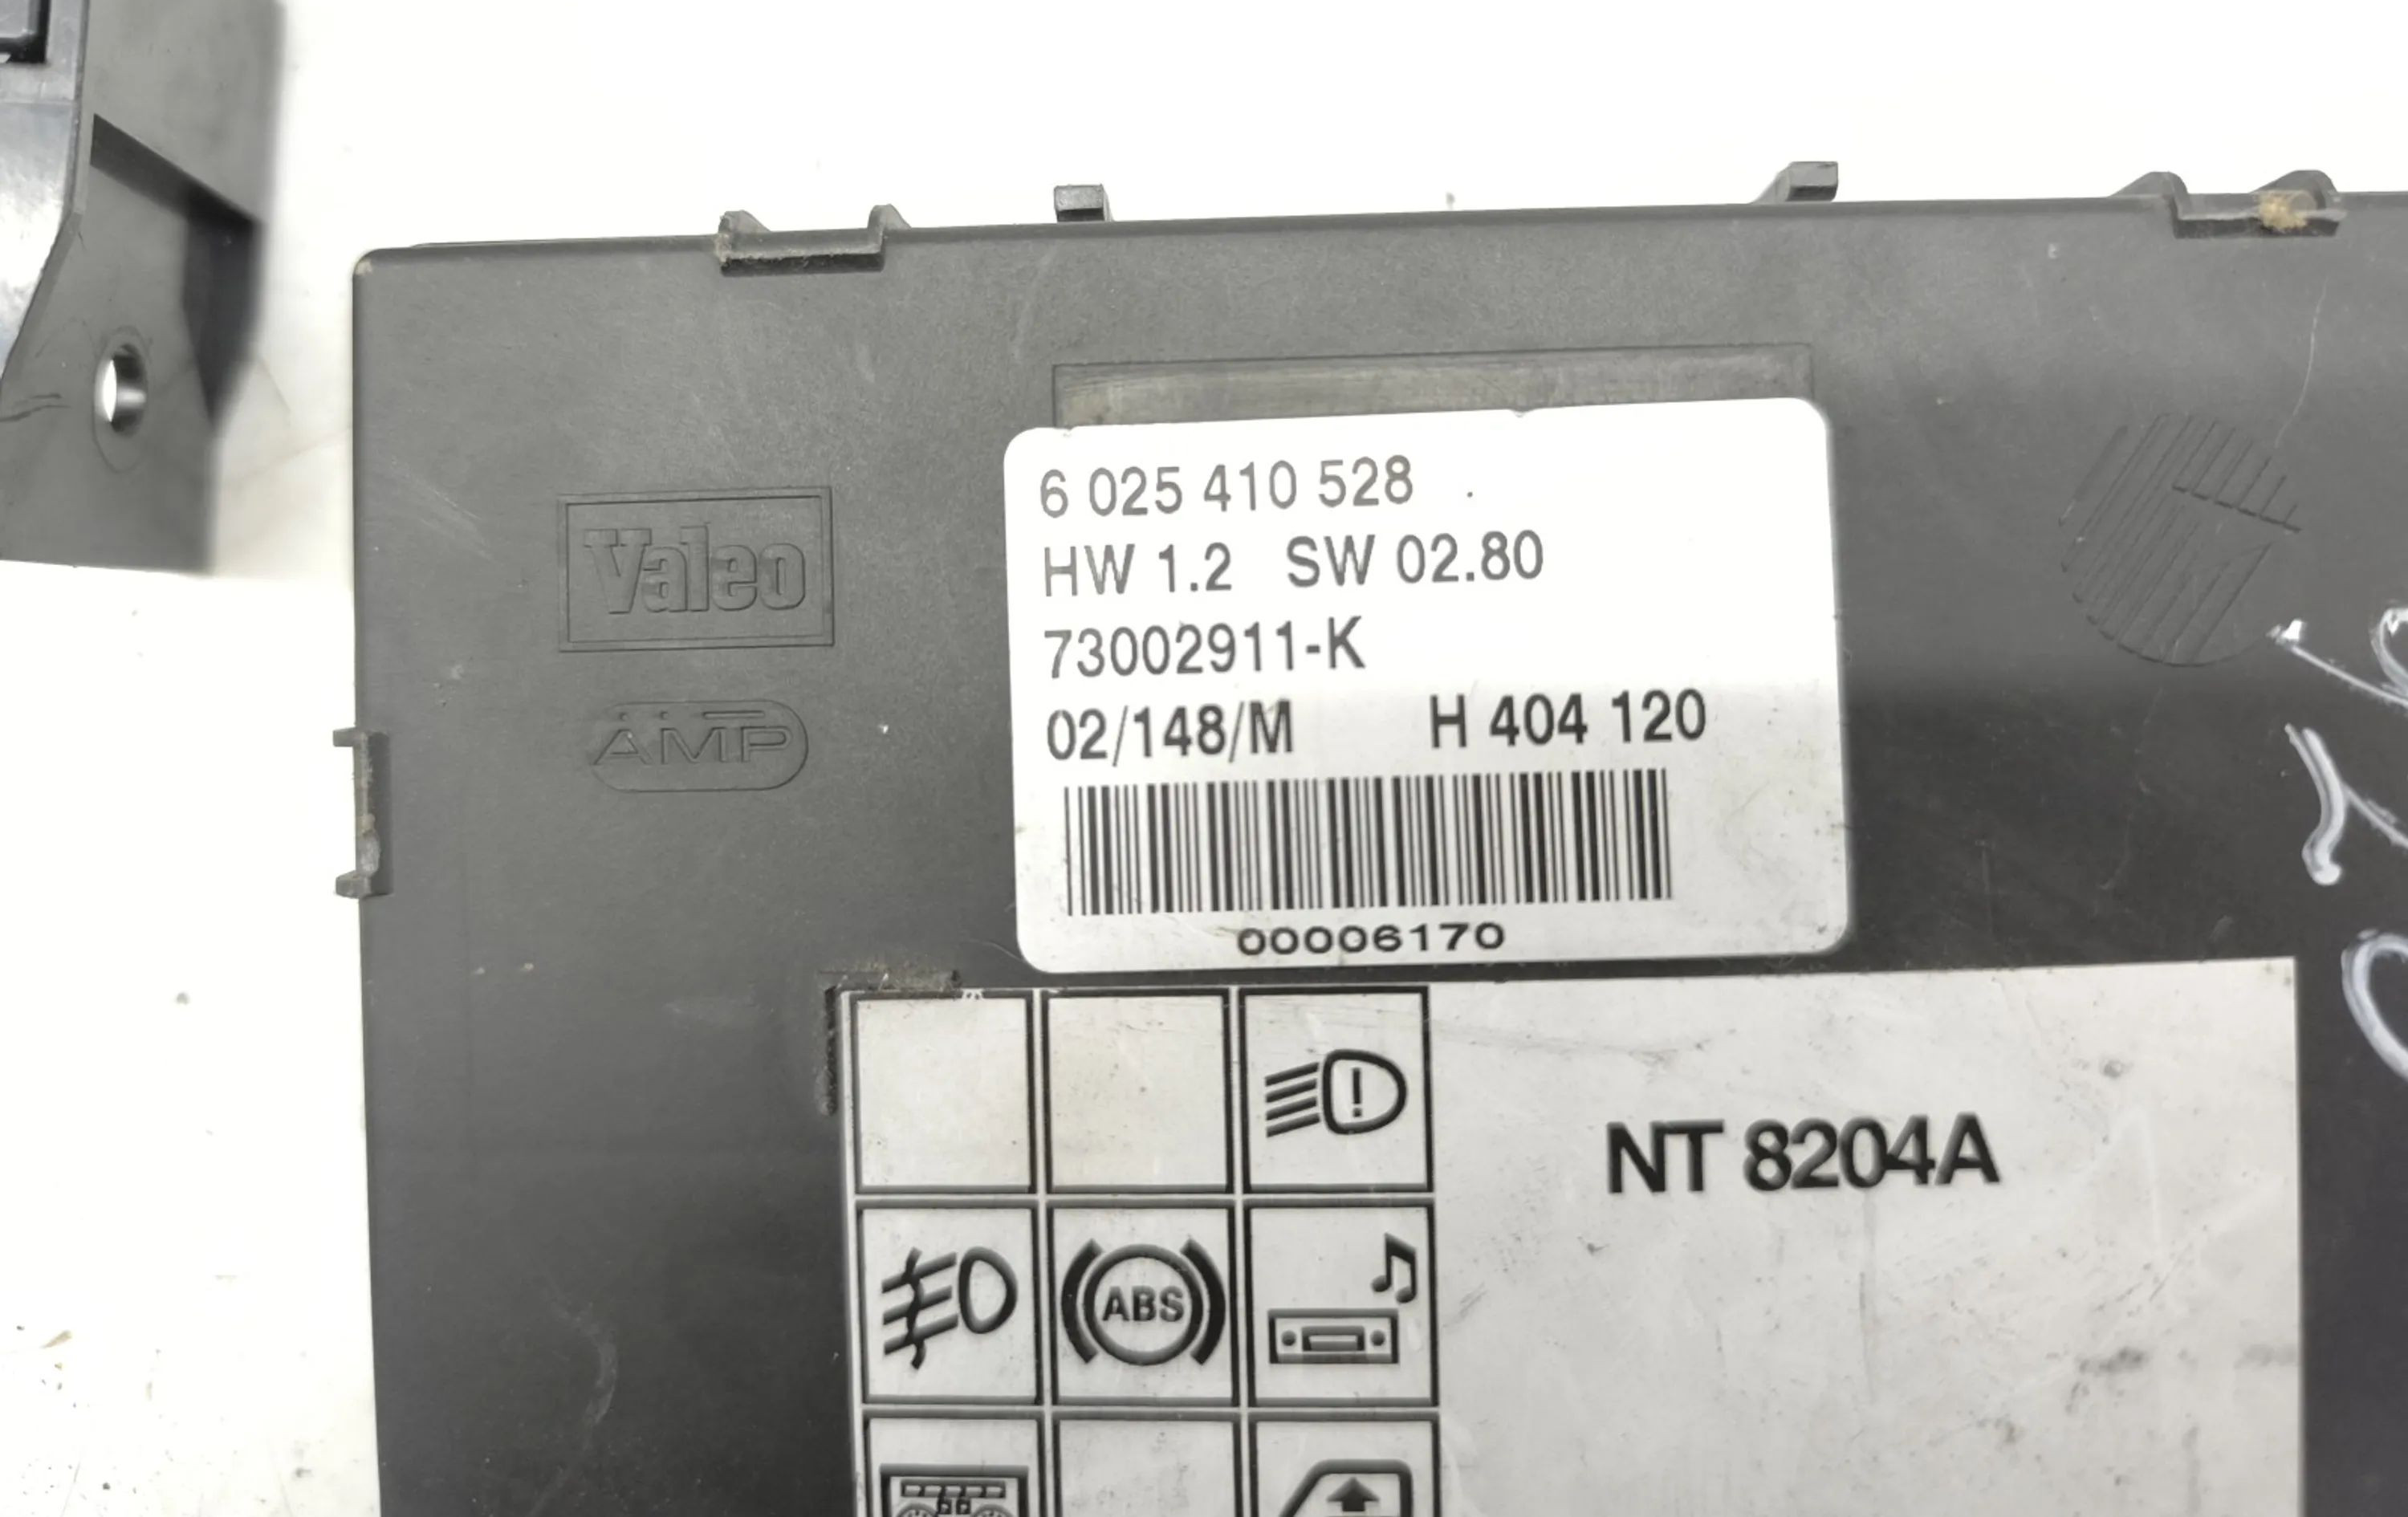 Valeo
AMP
6 025 410 528
HW 1.2 SW 02.80
73002911-K
02/148/M H 404 120
00006170
NT 8204A
ABS